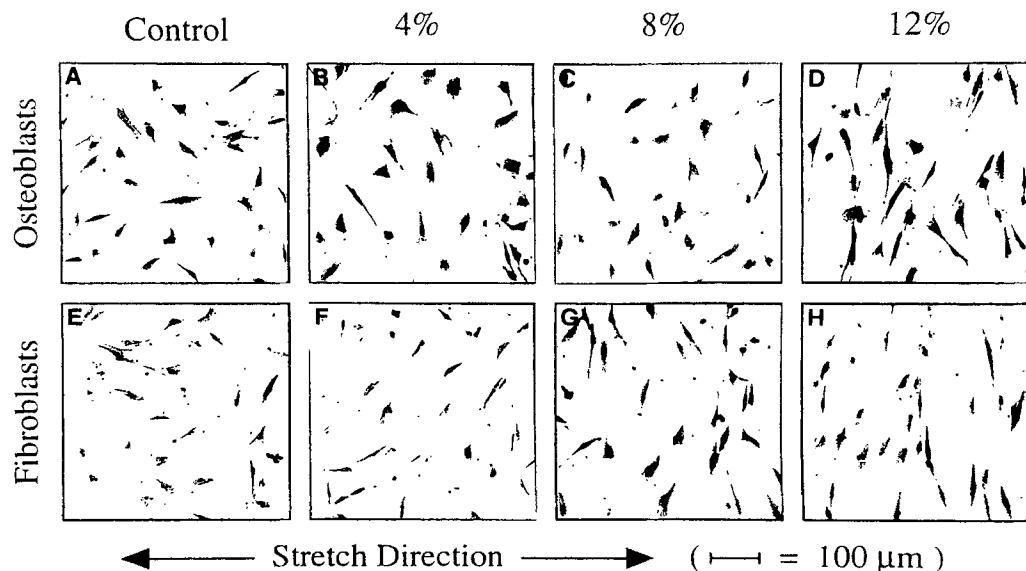 Control 4% 8% 12%
Osteoblasts
A B C D
Fibroblasts
E F G H
Stretch Direction ( = 100 μm )